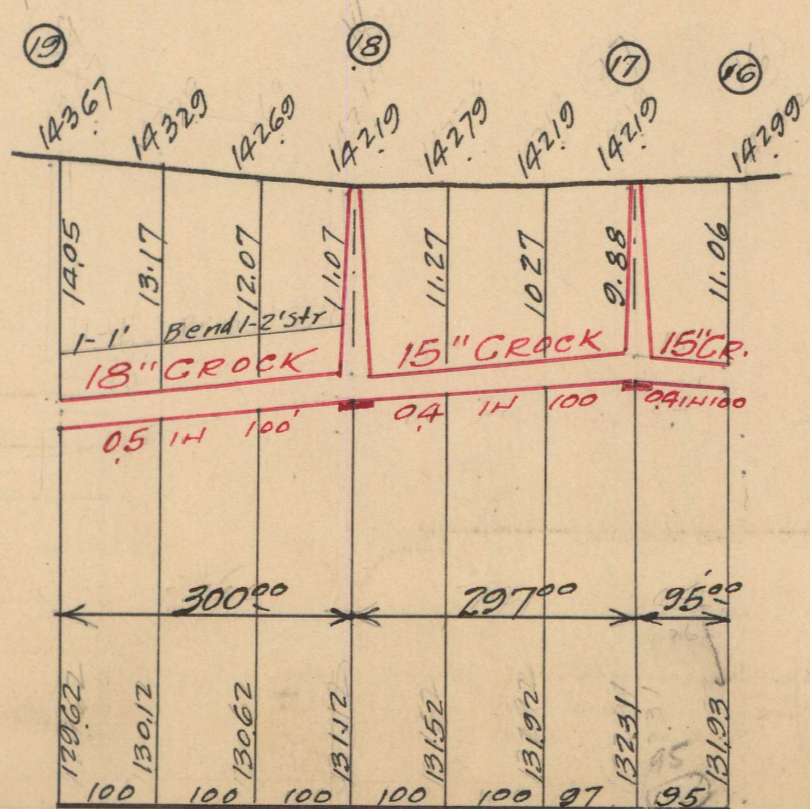 19 18 17 16
143.67 143.29 142.69 142.19 142.79 142.19 142.19 142.99
14.05 13.17 12.07 11.07 11.27 10.27 9.88 11.06
1-1' Bend 1-2' str
18" CROCK 15" CROCK 15" CR.
0.5 IN 100' 0.4 IN 100 0.4 IN 100
300.00 297.00 95.00
129.62 130.12 130.62 131.12 131.52 131.92 132.31 131.93
100 100 100 100 100 97 95